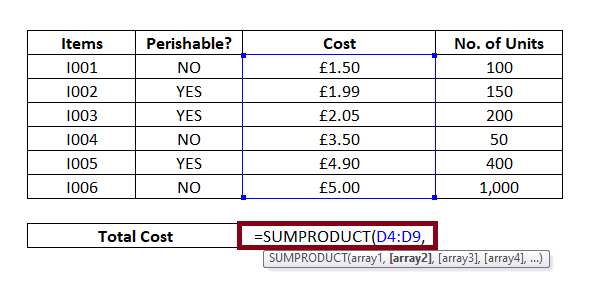 Items Perishable? Cost No. of Units
I001 NO £1.50 100
I002 YES £1.99 150
I003 YES £2.05 200
I004 NO £3.50 50
I005 YES £4.90 400
I006 NO £5.00 1,000
Total Cost =SUMPRODUCT(D4:D9,
SUMPRODUCT(array1, [array2], [array3], [array4], ...)